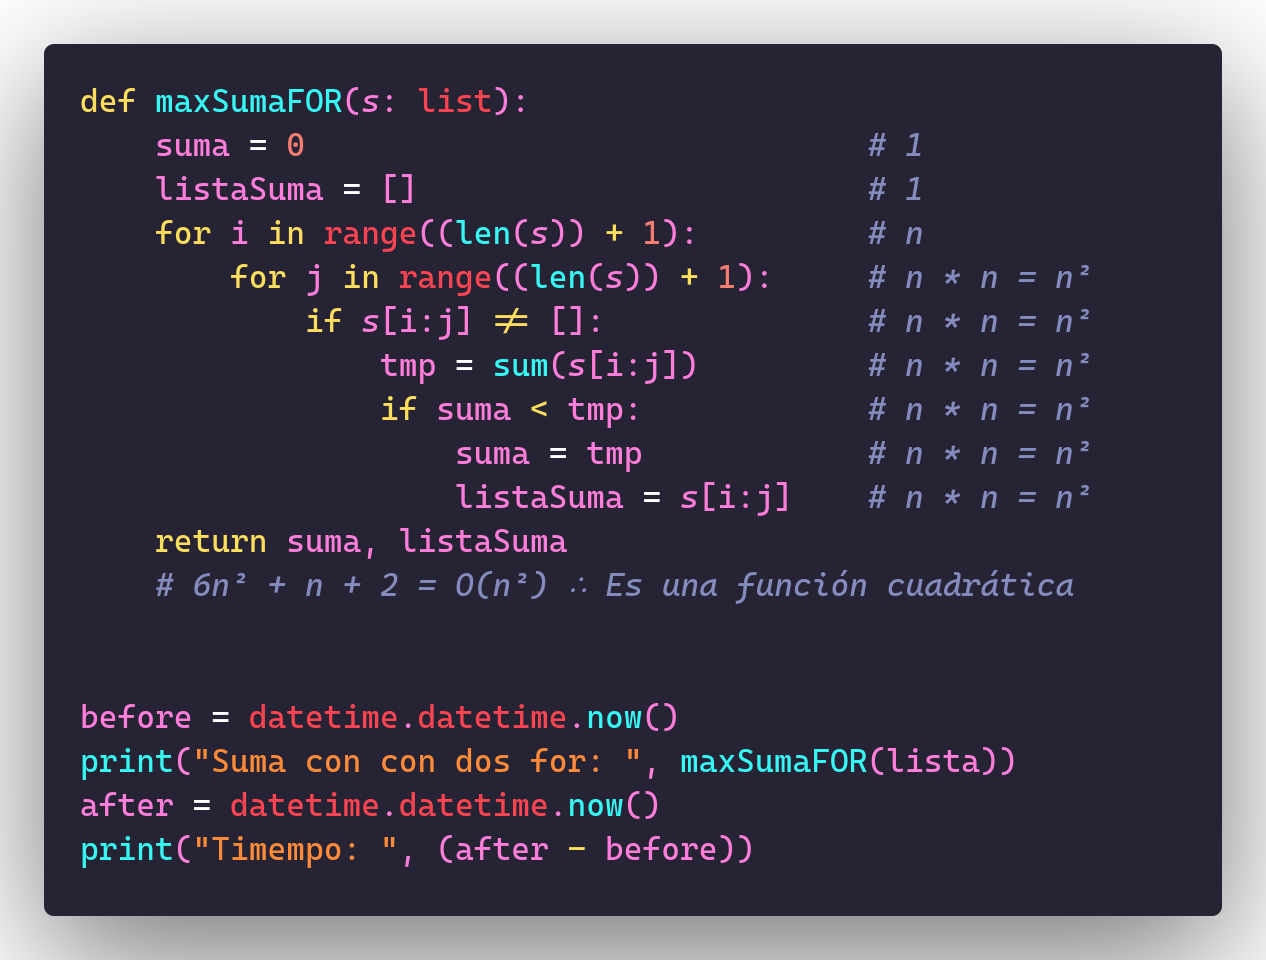 def maxSumaFOR(s: list):
    suma = 0                              # 1
    listaSuma = []                        # 1
    for i in range((len(s)) + 1):         # n
        for j in range((len(s)) + 1):     # n * n = n²
            if s[i:j] != []:              # n * n = n²
                tmp = sum(s[i:j])         # n * n = n²
                if suma < tmp:            # n * n = n²
                    suma = tmp            # n * n = n²
                    listaSuma = s[i:j]    # n * n = n²
    return suma, listaSuma
    # 6n² + n + 2 = O(n²) ∴ Es una función cuadrática
before = datetime.datetime.now()
print("Suma con con dos for: ", maxSumaFOR(lista))
after = datetime.datetime.now()
print("Timempo: ", (after - before))